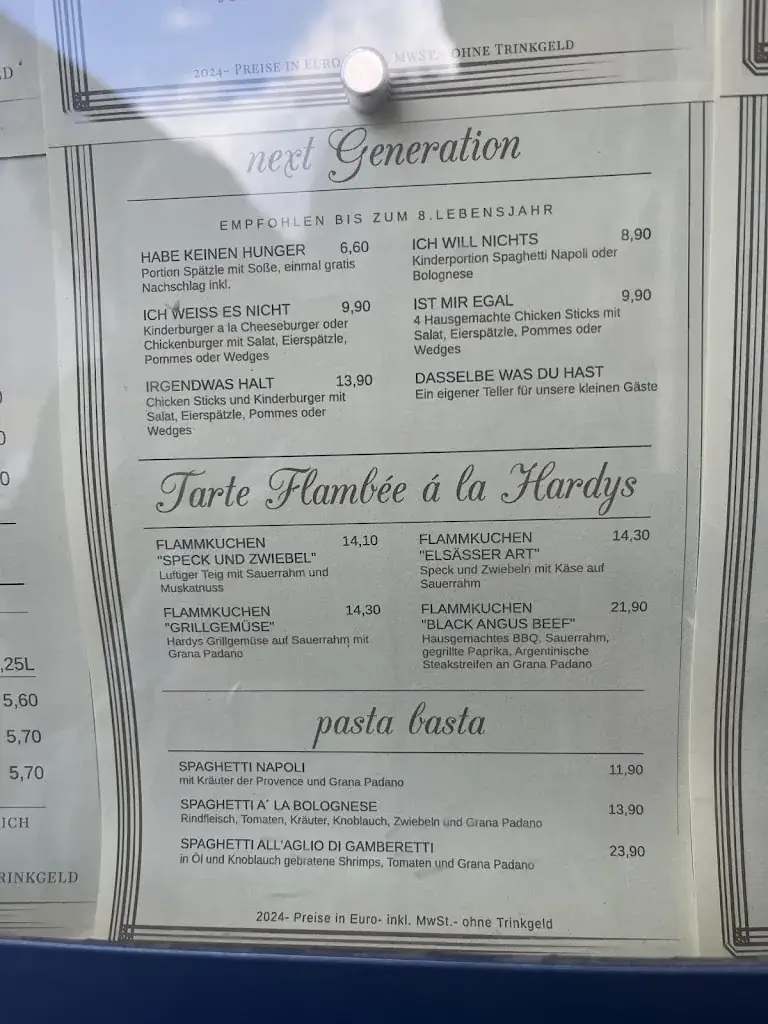 2024- PREISE IN EURO MWST.- OHNE TRINKGELD
next Generation
EMPFOHLEN BIS ZUM 8.LEBENSJAHR
HABE KEINEN HUNGER 6,60
Portion Spätzle mit Soße, einmal gratis
Nachschlag inkl.
ICH WEISS ES NICHT 9,90
Kinderburger a la Cheeseburger oder
Chickenburger mit Salat, Eierspätzle,
Pommes oder Wedges
IRGENDWAS HALT 13,90
Chicken Sticks und Kinderburger mit
Salat, Eierspätzle, Pommes oder
Wedges
ICH WILL NICHTS 8,90
Kinderportion Spaghetti Napoli oder
Bolognese
IST MIR EGAL 9,90
4 Hausgemachte Chicken Sticks mit
Salat, Eierspätzle, Pommes oder
Wedges
DASSELBE WAS DU HAST
Ein eigener Teller für unsere kleinen Gäste
Tarte Flambée á la Hardys
FLAMMKUCHEN 14,10
"SPECK UND ZWIEBEL"
Luftiger Teig mit Sauerrahm und
Muskatnuss
FLAMMKUCHEN 14,30
"GRILLGEMÜSE"
Hardys Grillgemüse auf Sauerrahm mit
Grana Padano
FLAMMKUCHEN 14,30
"ELSÄSSER ART"
Speck und Zwiebeln mit Käse auf
Sauerrahm
FLAMMKUCHEN 21,90
"BLACK ANGUS BEEF"
Hausgemachtes BBQ, Sauerrahm,
gegrillte Paprika, Argentinische
Steakstreifen an Grana Padano
pasta basta
SPAGHETTI NAPOLI 11,90
mit Kräuter der Provence und Grana Padano
SPAGHETTI A´ LA BOLOGNESE 13,90
Rindfleisch, Tomaten, Kräuter, Knoblauch, Zwiebeln und Grana Padano
SPAGHETTI ALL'AGLIO DI GAMBERETTI 23,90
in Öl und Knoblauch gebratene Shrimps, Tomaten und Grana Padano
2024- Preise in Euro- inkl. MwSt.- ohne Trinkgeld
,25L
5,60
5,70
5,70
ICH
RINKGELD